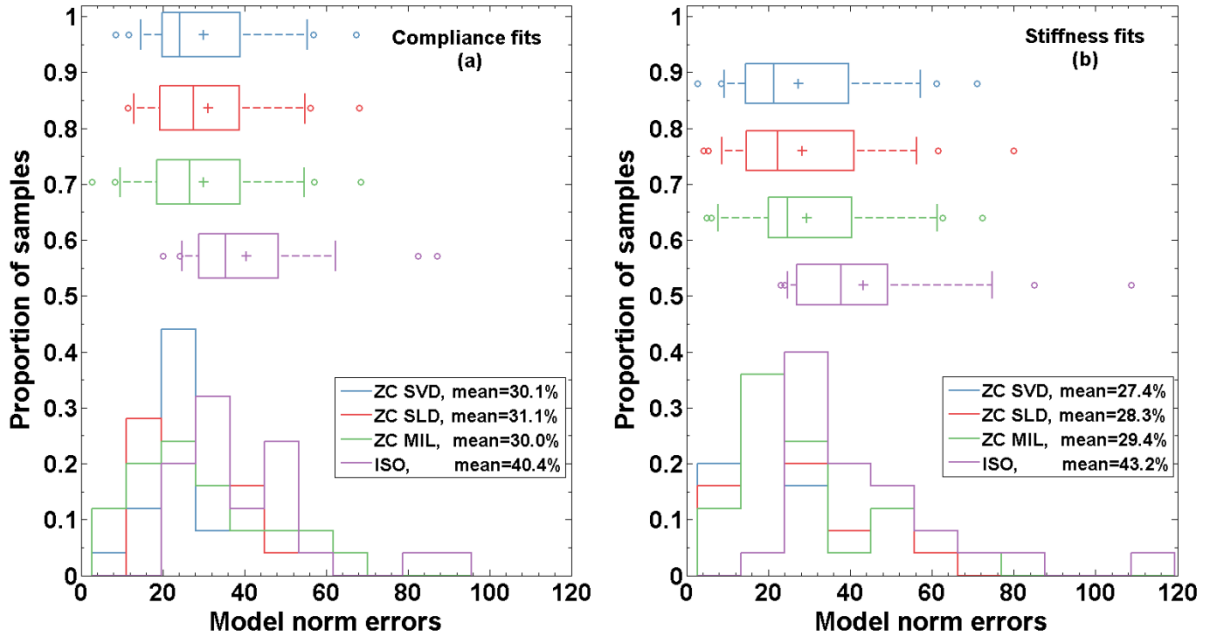 Compliance fits
(a)
Proportion of samples
1
0.9
0.8
0.7
0.6
0.5
0.4
0.3
0.2
0.1
0
ZC SVD, mean=30.1%
ZC SLD, mean=31.1%
ZC MIL, mean=30.0%
ISO, mean=40.4%
0 20 40 60 80 100 120
Model norm errors
Stiffness fits
(b)
Proportion of samples
1
0.9
0.8
0.7
0.6
0.5
0.4
0.3
0.2
0.1
0
ZC SVD, mean=27.4%
ZC SLD, mean=28.3%
ZC MIL, mean=29.4%
ISO, mean=43.2%
0 20 40 60 80 100 120
Model norm errors